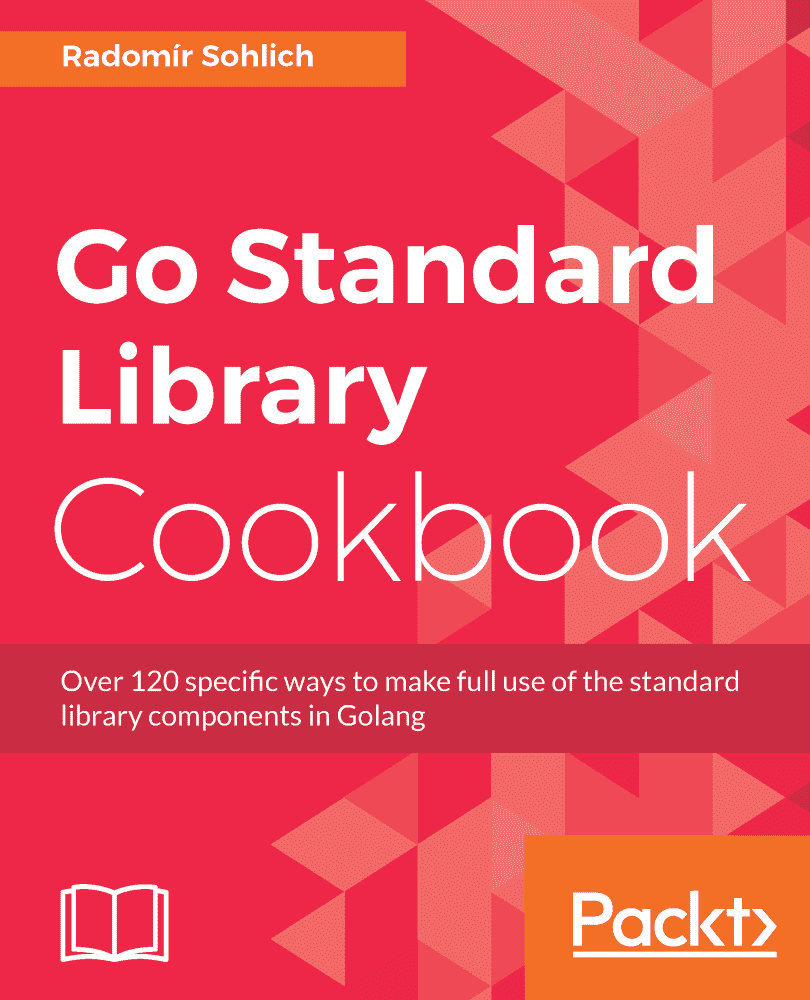 Radomír Sohlich
Go Standard
Library
Cookbook
Over 120 specific ways to make full use of the standard
library components in Golang
Packt